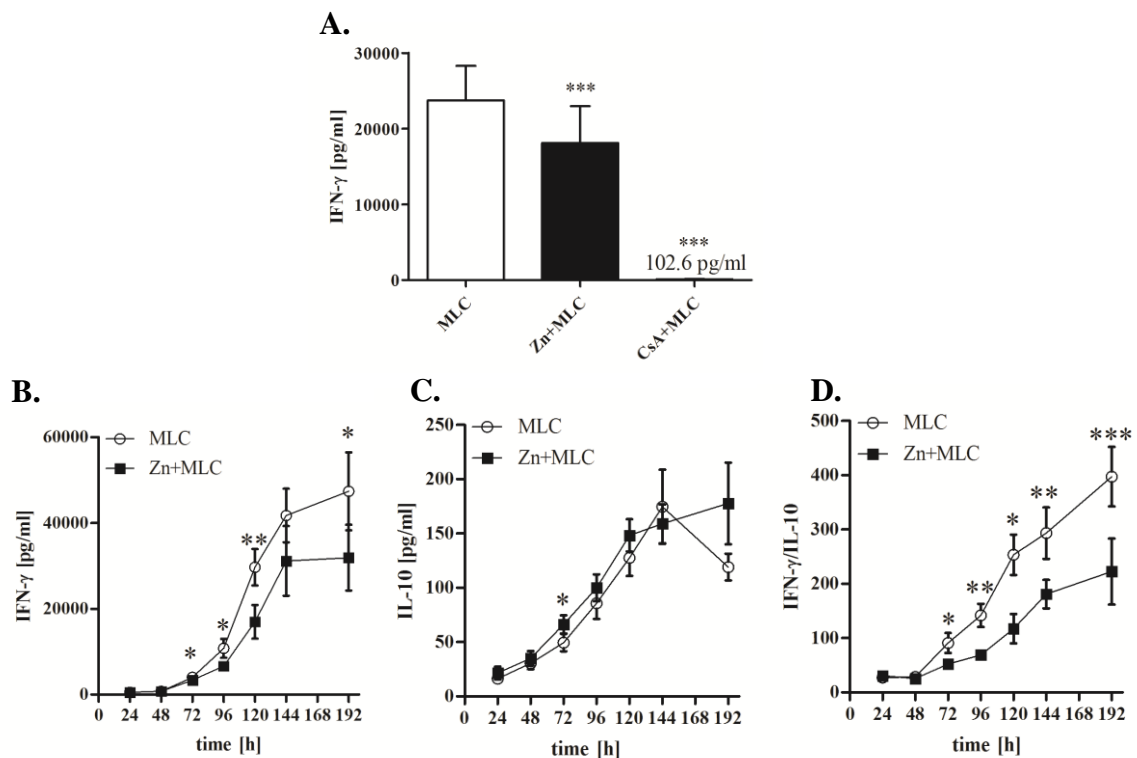 A.
IFN-γ [pg/ml]
30000
20000
10000
0
***
***
102.6 pg/ml
MLC
Zn+MLC
CsA+MLC
B.
IFN-γ [pg/ml]
60000
40000
20000
0
MLC
Zn+MLC
*
*
**
*
0 24 48 72 96 120 144 168 192
time [h]
C.
IL-10 [pg/ml]
250
200
150
100
50
0
MLC
Zn+MLC
*
0 24 48 72 96 120 144 168 192
time [h]
D.
IFN-γ/IL-10
500
400
300
200
100
0
MLC
Zn+MLC
*
**
*
**
***
0 24 48 72 96 120 144 168 192
time [h]